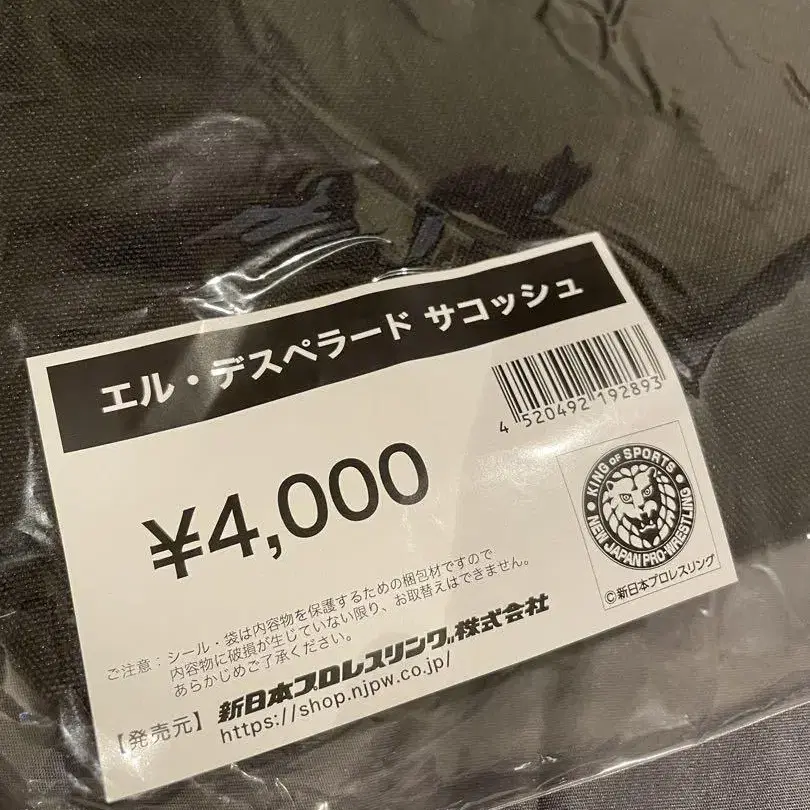 エル・デスペラード サコッシュ
4 520492 192893
¥4,000
KING OF SPORTS
NEW JAPAN PRO-WRESTLING
©新日本プロレスリング
ご注意：シール・袋は内容物を保護するための梱包材ですので
内容物に破損が生じていない限り、お取替えはできません。
あらかじめご了承ください。
【発売元】新日本プロレスリング株式会社
https://shop.njpw.co.jp/